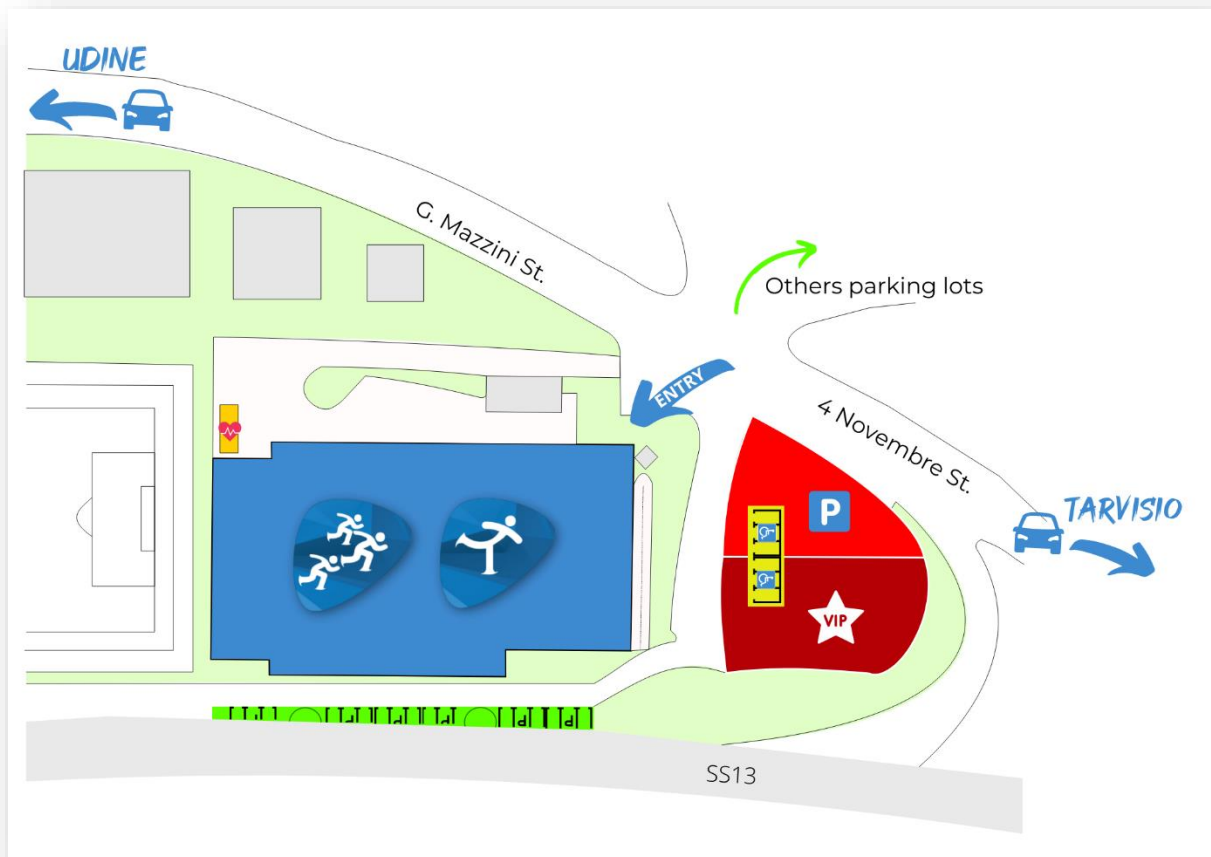 UDINE
G. Mazzini St.
Others parking lots
ENTRY
4 Novembre St.
P
TARVISIO
VIP
SS13